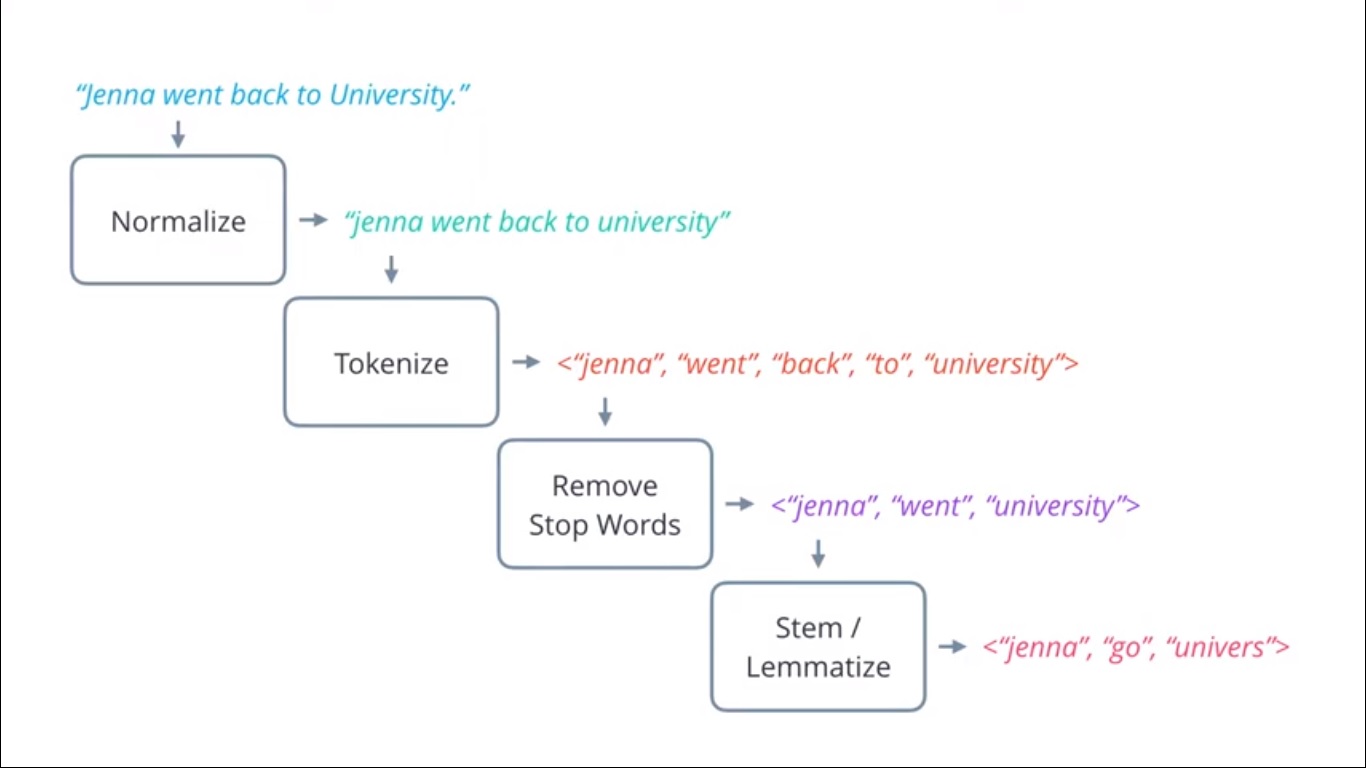 “Jenna went back to University.”
Normalize
“jenna went back to university”
Tokenize
<“jenna”, “went”, “back”, “to”, “university”>
Remove
Stop Words
<“jenna”, “went”, “university”>
Stem /
Lemmatize
<“jenna”, “go”, “univers”>